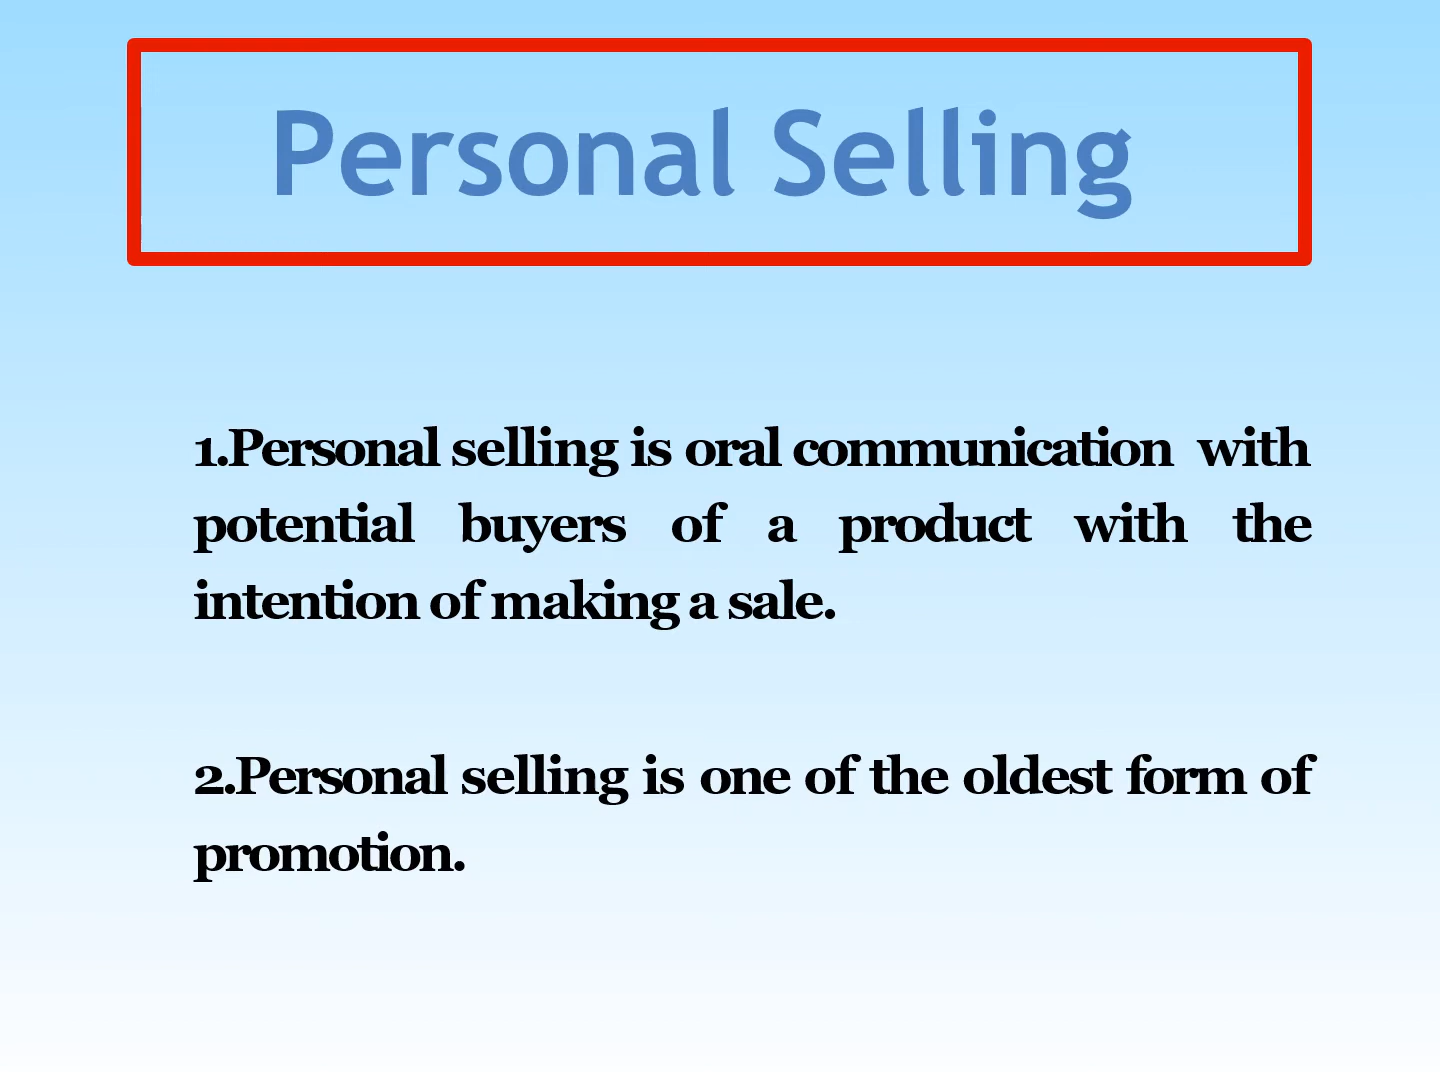 Personal Selling
1.Personal selling is oral communication with
potential buyers of a product with the
intention of making a sale.
2.Personal selling is one of the oldest form of
promotion.